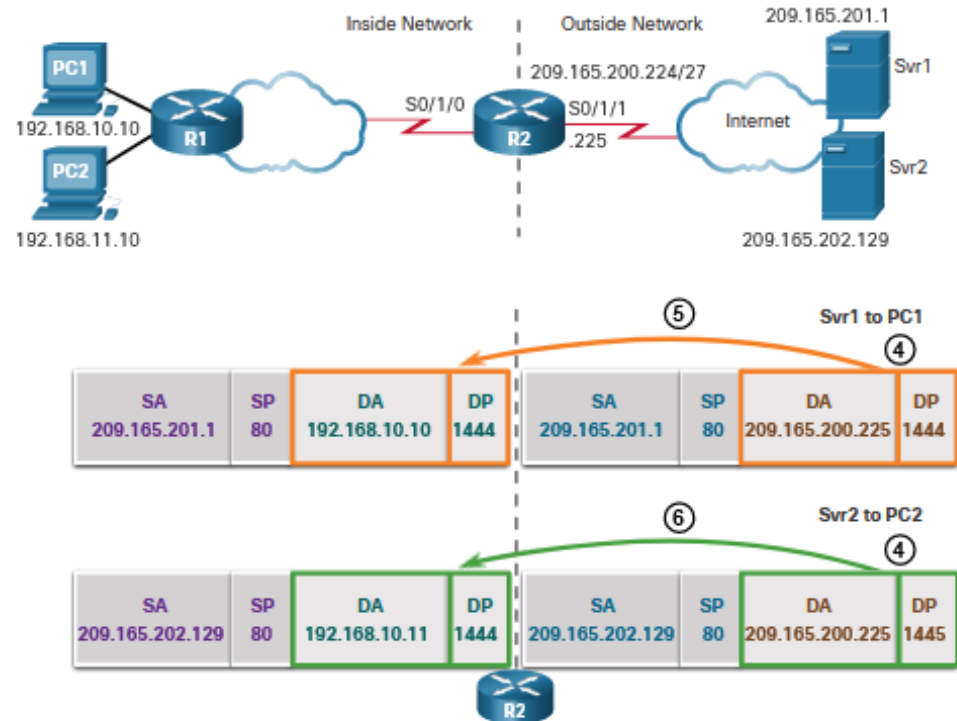 Inside Network
Outside Network
209.165.201.1
PC1
192.168.10.10
PC2
192.168.11.10
R1
S0/1/0
R2
209.165.200.224/27
S0/1/1
.225
Internet
Svr1
Svr2
209.165.202.129
5
Svr1 to PC1
4
SA SP DA DP SA SP DA DP
209.165.201.1 80 192.168.10.10 1444 209.165.201.1 80 209.165.200.225 1444
6
Svr2 to PC2
4
SA SP DA DP SA SP DA DP
209.165.202.129 80 192.168.10.11 1444 209.165.202.129 80 209.165.200.225 1445
R2